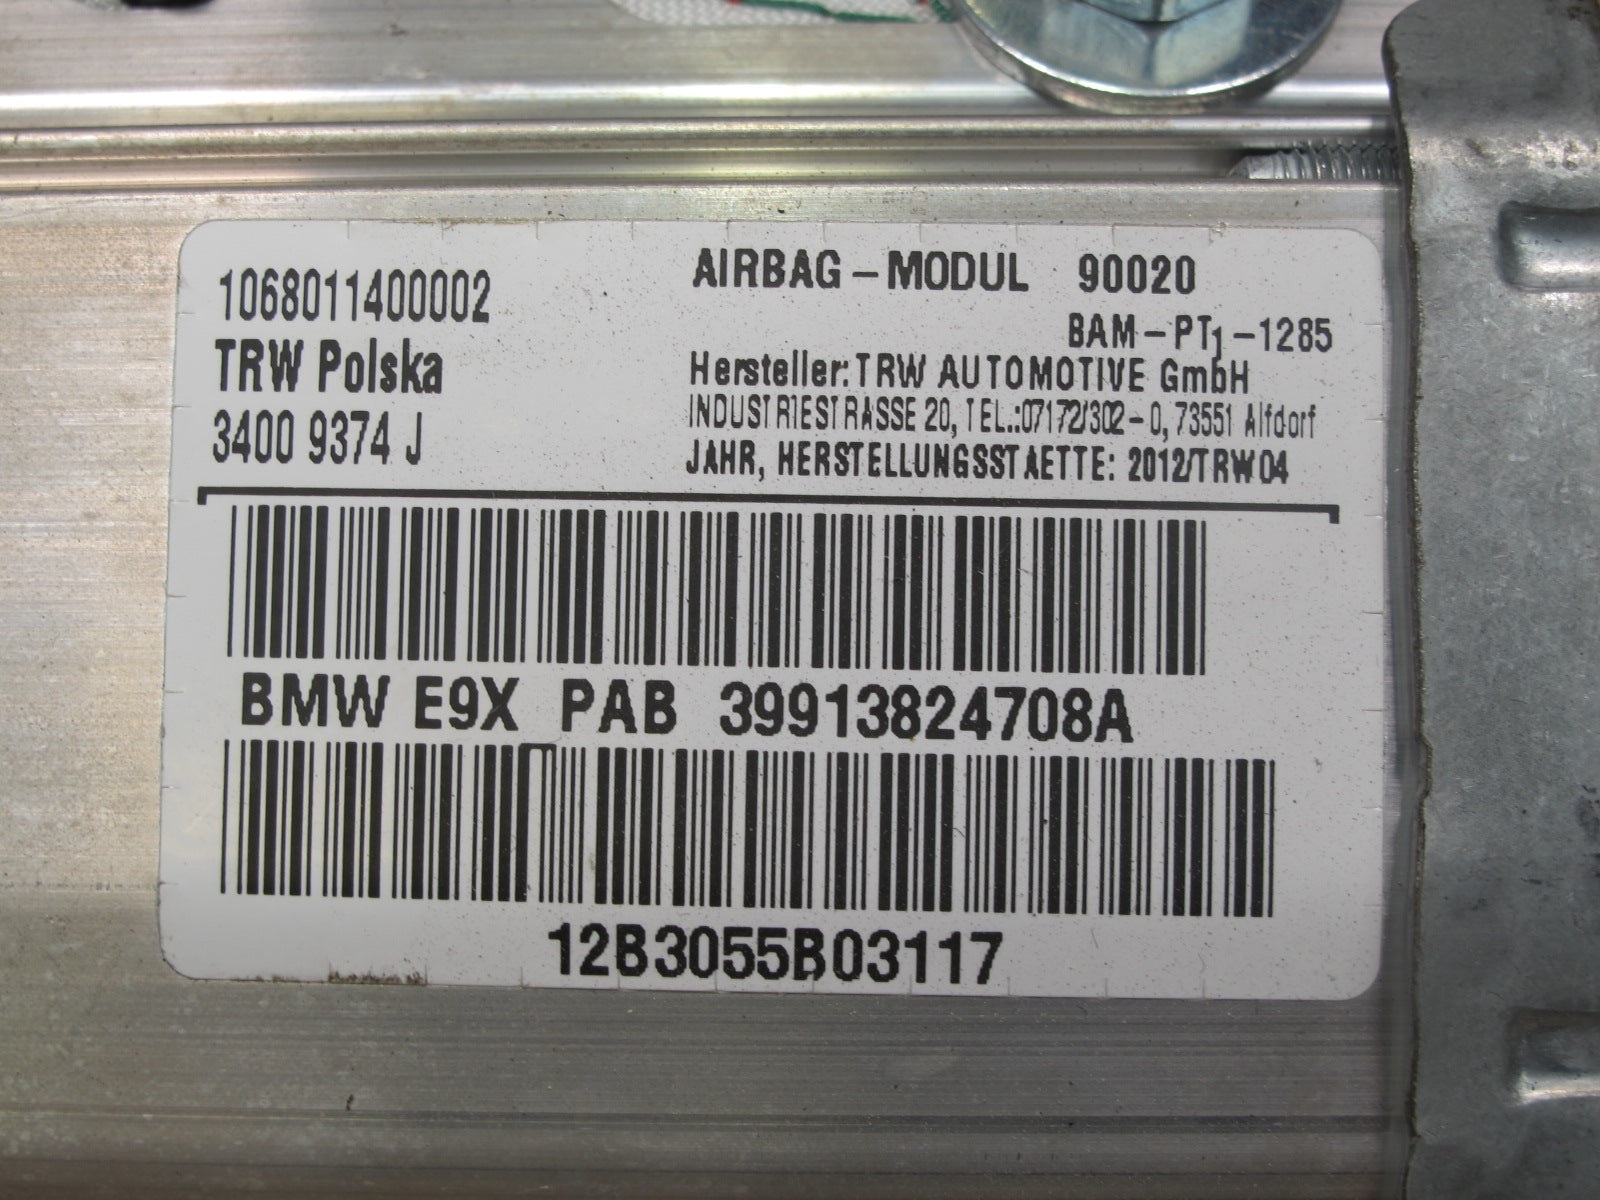 1068011400002
TRW Polska
3400 9374 J
AIRBAG - MODUL 90020
BAM - PT1 - 1285
Hersteller: TRW AUTOMOTIVE GmbH
INDUSTRIESTRASSE 20, TEL.:07172/302-0, 73551 Alfdorf
JAHR, HERSTELLUNGSSTAETTE: 2012/TRW04
BMW E9X PAB 39913824708A
12B3055B03117